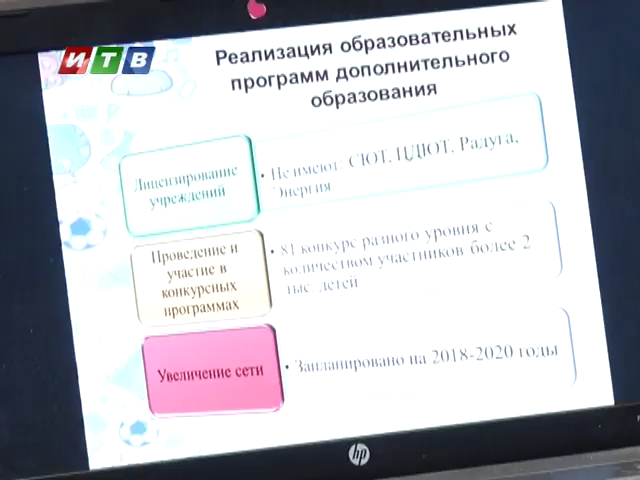 ИТВ
Реализация образовательных
программ дополнительного
образования
Лицензирование
учреждений
• Не имеют: СЮТ, ЦДЮТ, Радуга,
Энергия
Проведение и
участие в
конкурсных
программах
• 81 конкурс разного уровня с
количеством участников более 2
тыс. детей
Увеличение сети
• Запланировано на 2018-2020 годы
hp